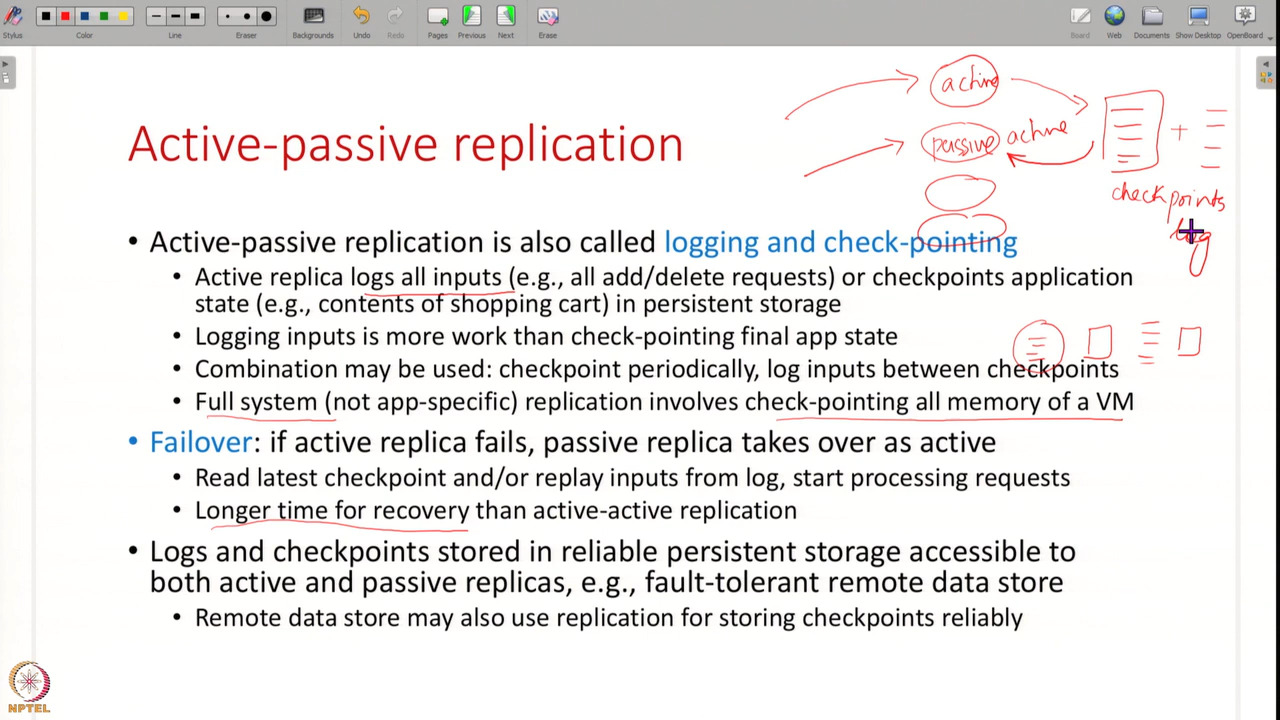 Stylus
Color
Line
Eraser
Backgrounds
Undo
Redo
Pages
Previous
Next
Erase
Board
Web
Documents
Show Desktop
OpenBoard
active
passive
active
+
checkpoints
log
Active-passive replication
• Active-passive replication is also called logging and check-pointing
• Active replica logs all inputs (e.g., all add/delete requests) or checkpoints application
state (e.g., contents of shopping cart) in persistent storage
• Logging inputs is more work than check-pointing final app state
• Combination may be used: checkpoint periodically, log inputs between checkpoints
• Full system (not app-specific) replication involves check-pointing all memory of a VM
• Failover: if active replica fails, passive replica takes over as active
• Read latest checkpoint and/or replay inputs from log, start processing requests
• Longer time for recovery than active-active replication
• Logs and checkpoints stored in reliable persistent storage accessible to
both active and passive replicas, e.g., fault-tolerant remote data store
• Remote data store may also use replication for storing checkpoints reliably
NPTEL